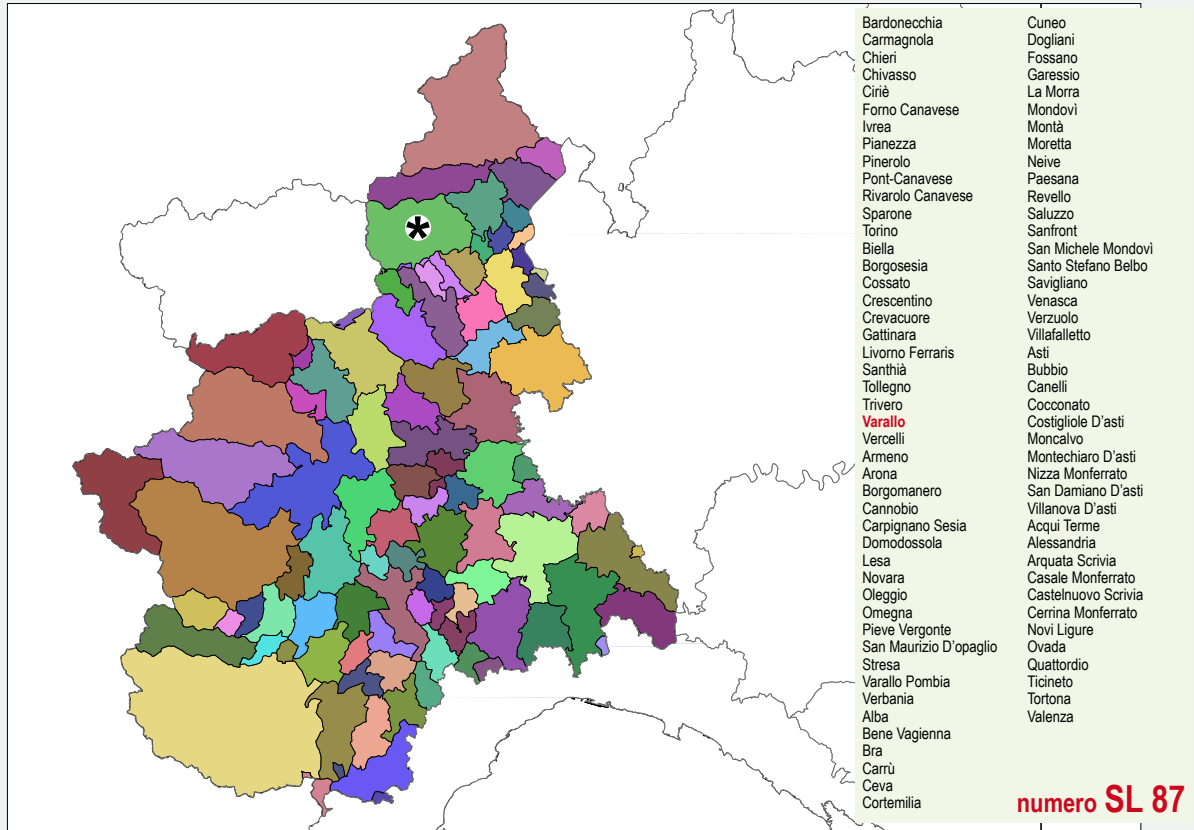 *
Bardonecchia
Carmagnola
Chieri
Chivasso
Ciriè
Forno Canavese
Ivrea
Pianezza
Pinerolo
Pont-Canavese
Rivarolo Canavese
Sparone
Torino
Biella
Borgosesia
Cossato
Crescentino
Crevacuore
Gattinara
Livorno Ferraris
Santhià
Tollegno
Trivero
Varallo
Vercelli
Armeno
Arona
Borgomanero
Cannobio
Carpignano Sesia
Domodossola
Lesa
Novara
Oleggio
Omegna
Pieve Vergonte
San Maurizio D'opaglio
Stresa
Varallo Pombia
Verbania
Alba
Bene Vagienna
Bra
Carrù
Ceva
Cortemilia
Cuneo
Dogliani
Fossano
Garessio
La Morra
Mondovì
Montà
Moretta
Neive
Paesana
Revello
Saluzzo
Sanfront
San Michele Mondovì
Santo Stefano Belbo
Savigliano
Venasca
Verzuolo
Villafalletto
Asti
Bubbio
Canelli
Cocconato
Costigliole D'asti
Moncalvo
Montechiaro D'asti
Nizza Monferrato
San Damiano D'asti
Villanova D'asti
Acqui Terme
Alessandria
Arquata Scrivia
Casale Monferrato
Castelnuovo Scrivia
Cerrina Monferrato
Novi Ligure
Ovada
Quattordio
Ticineto
Tortona
Valenza
numero SL 87